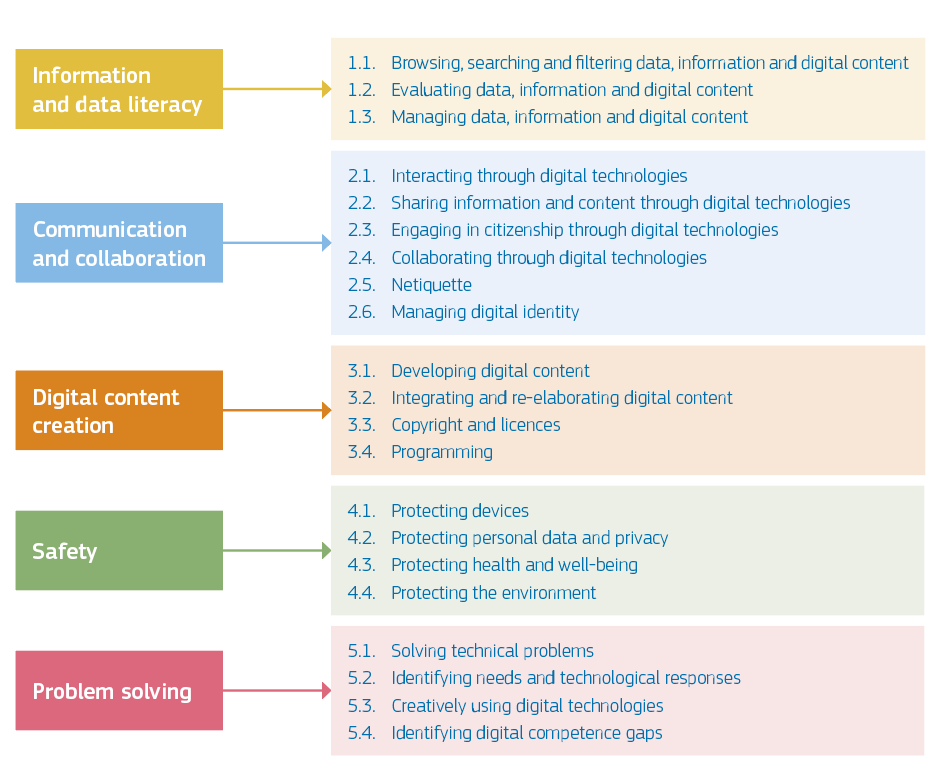 Information
and data literacy
1.1. Browsing, searching and filtering data, information and digital content
1.2. Evaluating data, information and digital content
1.3. Managing data, information and digital content
Communication
and collaboration
2.1. Interacting through digital technologies
2.2. Sharing information and content through digital technologies
2.3. Engaging in citizenship through digital technologies
2.4. Collaborating through digital technologies
2.5. Netiquette
2.6. Managing digital identity
Digital content
creation
3.1. Developing digital content
3.2. Integrating and re-elaborating digital content
3.3. Copyright and licences
3.4. Programming
Safety
4.1. Protecting devices
4.2. Protecting personal data and privacy
4.3. Protecting health and well-being
4.4. Protecting the environment
Problem solving
5.1. Solving technical problems
5.2. Identifying needs and technological responses
5.3. Creatively using digital technologies
5.4. Identifying digital competence gaps